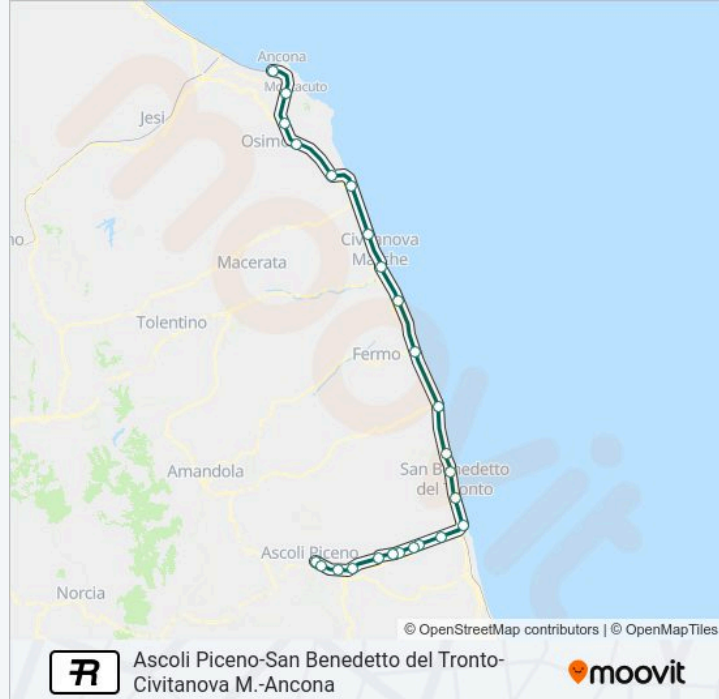 Ancona
Jesi
Osimo
Civitanova
Marche
Macerata
Tolentino
Fermo
Amandola
San Benedetto
del Tronto
Ascoli Piceno
Norcia
© OpenStreetMap contributors | © OpenMapTiles
R
Ascoli Piceno-San Benedetto del Tronto-
Civitanova M.-Ancona
moovit